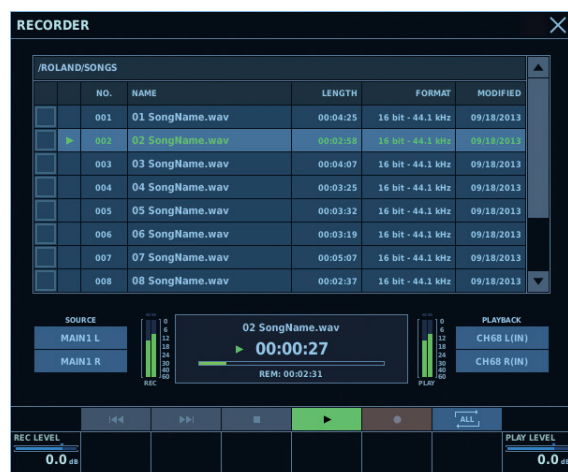 RECORDER
/ROLAND/SONGS
NO. NAME LENGTH FORMAT MODIFIED
001 01 SongName.wav 00:04:25 16 bit - 44.1 kHz 09/18/2013
002 02 SongName.wav 00:02:58 16 bit - 44.1 kHz 09/18/2013
003 03 SongName.wav 00:04:07 16 bit - 44.1 kHz 09/18/2013
004 04 SongName.wav 00:03:25 16 bit - 44.1 kHz 09/18/2013
005 05 SongName.wav 00:03:32 16 bit - 44.1 kHz 09/18/2013
006 06 SongName.wav 00:03:19 16 bit - 44.1 kHz 09/18/2013
007 07 SongName.wav 00:05:07 16 bit - 44.1 kHz 09/18/2013
008 08 SongName.wav 00:02:37 16 bit - 44.1 kHz 09/18/2013
SOURCE
MAIN1 L
MAIN1 R
0
6
12
18
24
30
40
60
REC
02 SongName.wav
00:00:27
REM: 00:02:31
0
6
12
18
24
30
40
60
PLAY
PLAYBACK
CH68 L(IN)
CH68 R(IN)
ALL
REC LEVEL
0.0 dB
PLAY LEVEL
0.0 dB